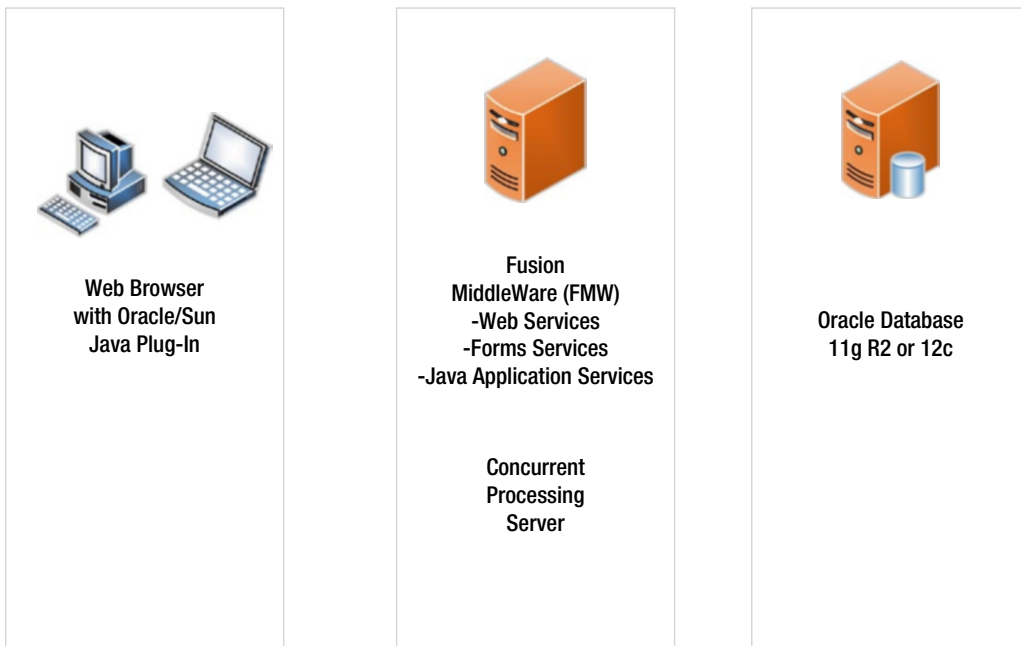 Web Browser
with Oracle/Sun
Java Plug-In
Fusion
MiddleWare (FMW)
-Web Services
-Forms Services
-Java Application Services
Concurrent
Processing
Server
Oracle Database
11g R2 or 12c